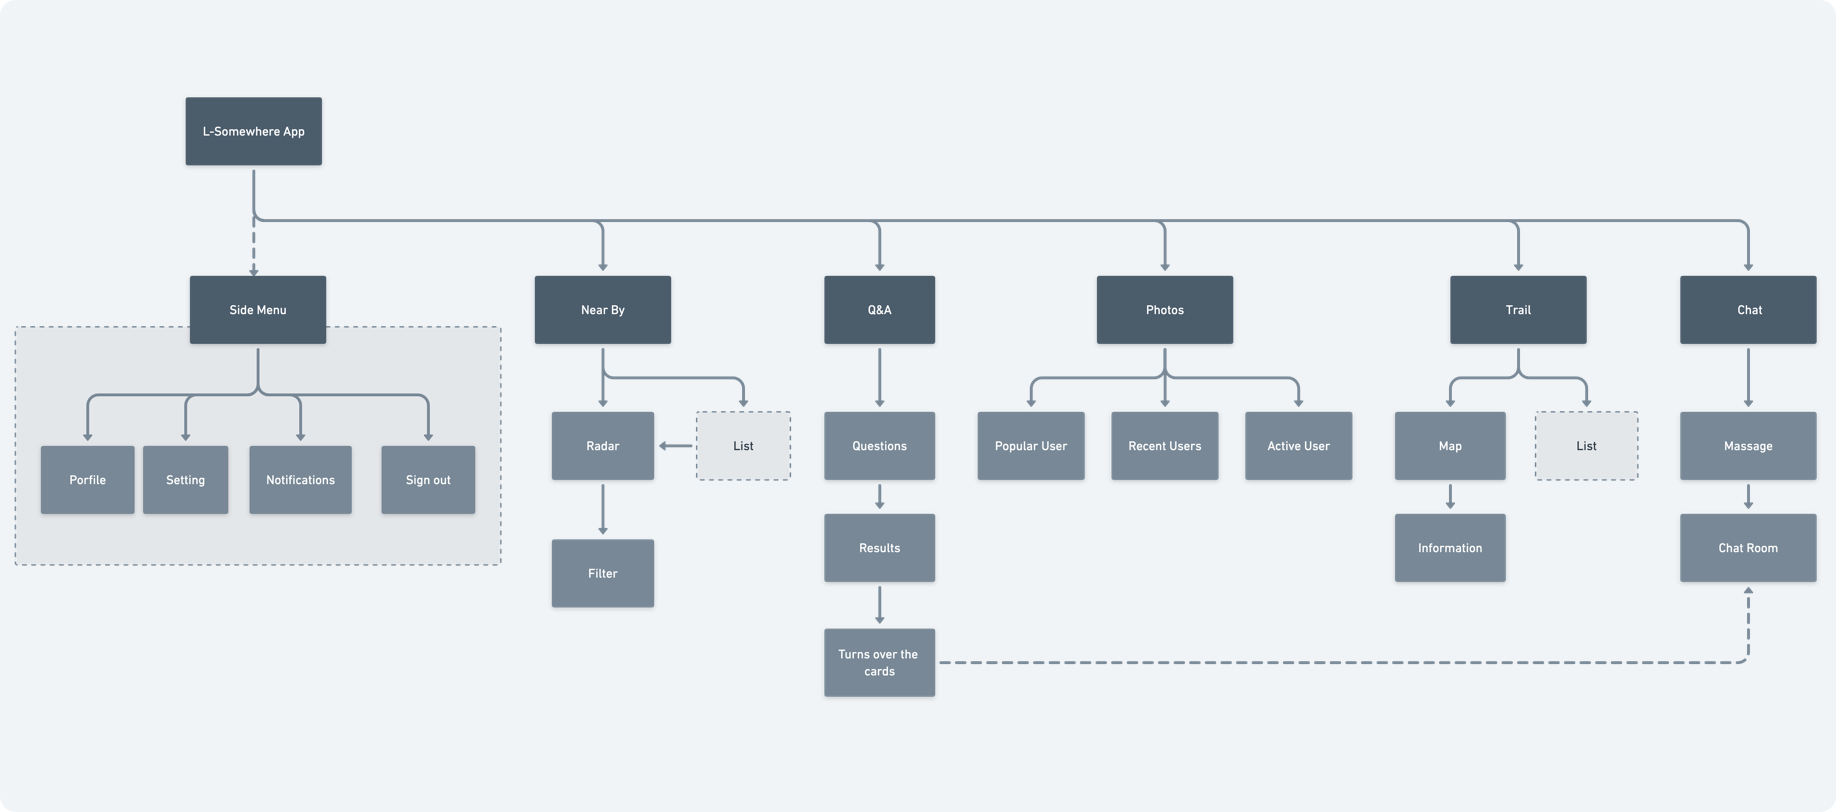 L-Somewhere App
Side Menu
Near By
Q&A
Photos
Trail
Chat
Radar
List
Questions
Popular User
Recent Users
Active User
Map
List
Massage
Porfile
Setting
Notifications
Sign out
Filter
Results
Information
Chat Room
Turns over the
cards